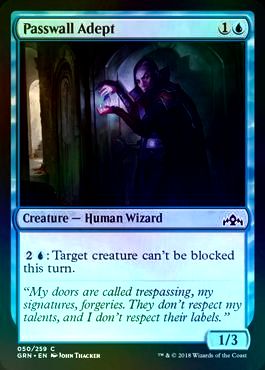 Passwall Adept 1
Creature — Human Wizard
2 : Target creature can't be blocked
this turn.
"My doors are called trespassing, my
signatures, forgeries. They don't respect my
talents, and I don't respect their labels."
1/3
050/259 C
GRN • EN JOHN THACKER
™ & © 2018 Wizards of the Coast